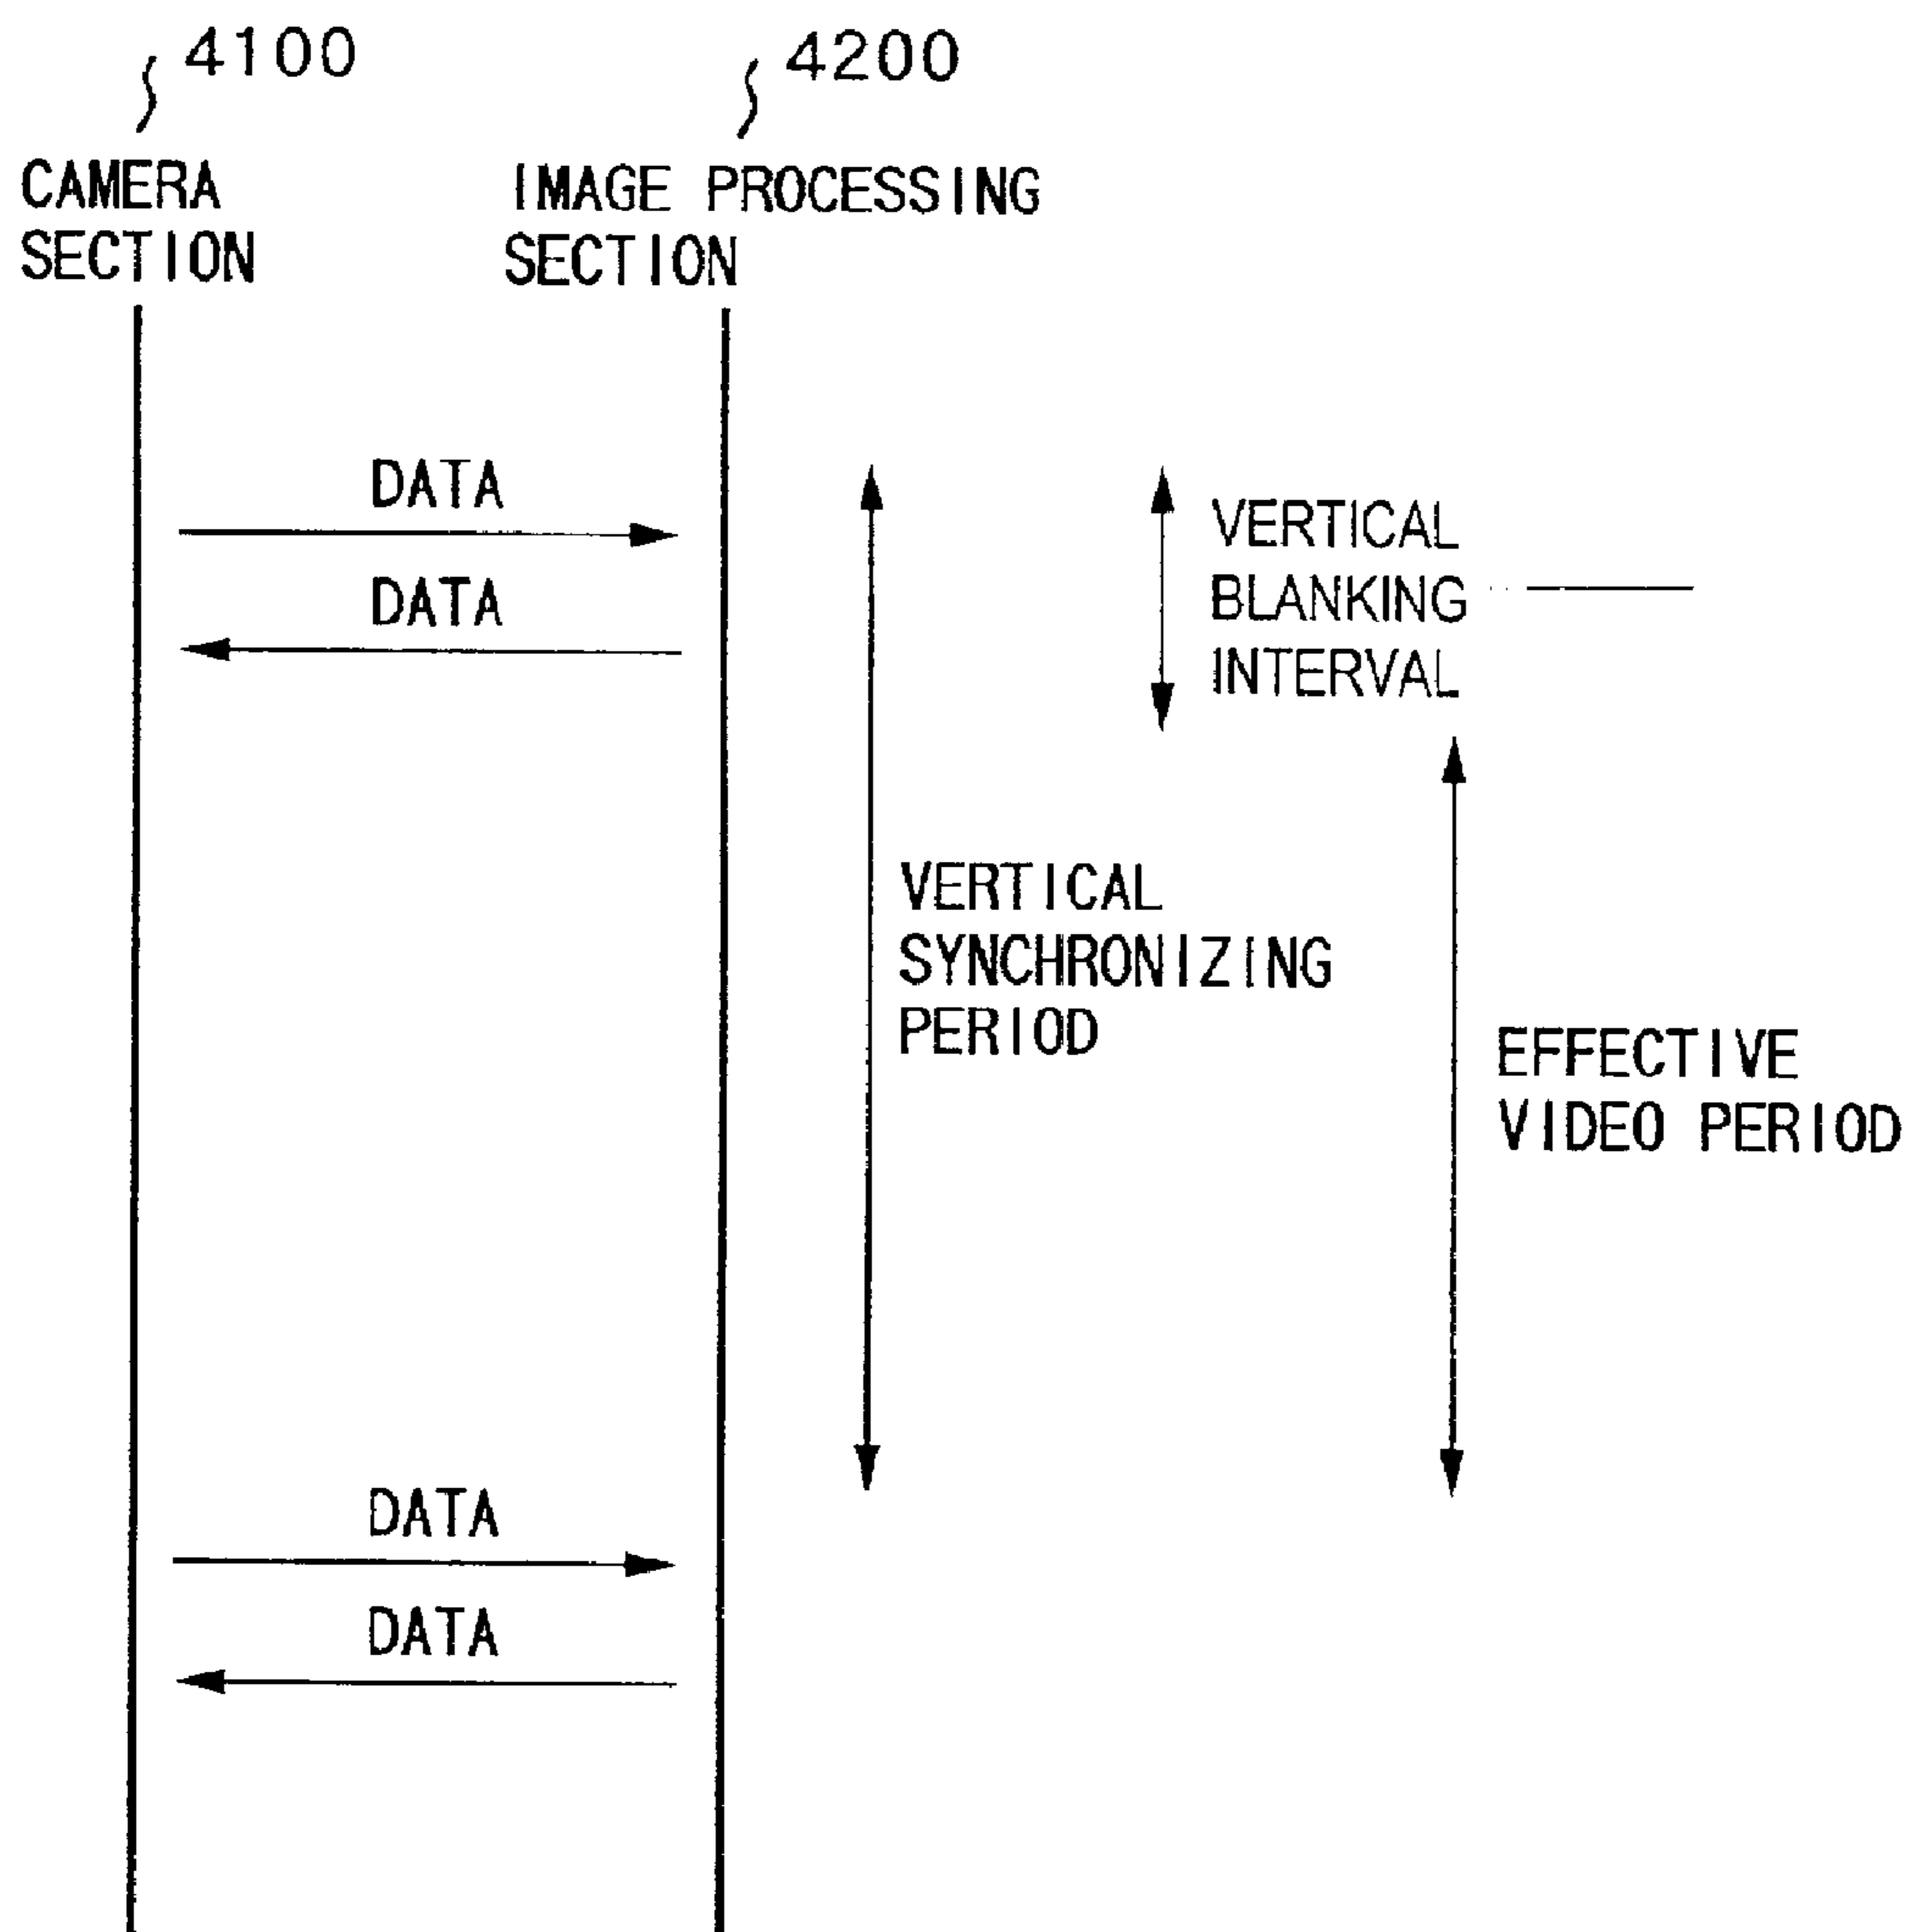 4100
4200
CAMERA
SECTION
IMAGE PROCESSING
SECTION
DATA
DATA
VERTICAL
BLANKING
INTERVAL
VERTICAL
SYNCHRONIZING
PERIOD
EFFECTIVE
VIDEO PERIOD
DATA
DATA